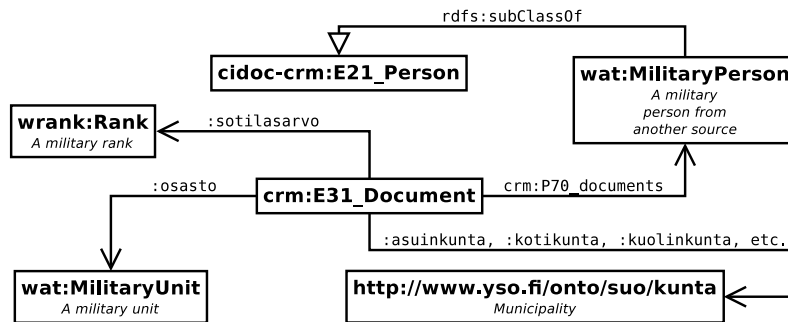 rdfs:subClassOf
cidoc-crm:E21_Person
wat:MilitaryPerson
A military
person from
another source
wrank:Rank
A military rank
:sotilasarvo
:osasto
crm:E31_Document
crm:P70_documents
:asuinkunta, :kotikunta, :kuolinkunta, etc.
wat:MilitaryUnit
A military unit
http://www.yso.fi/onto/suo/kunta
Municipality